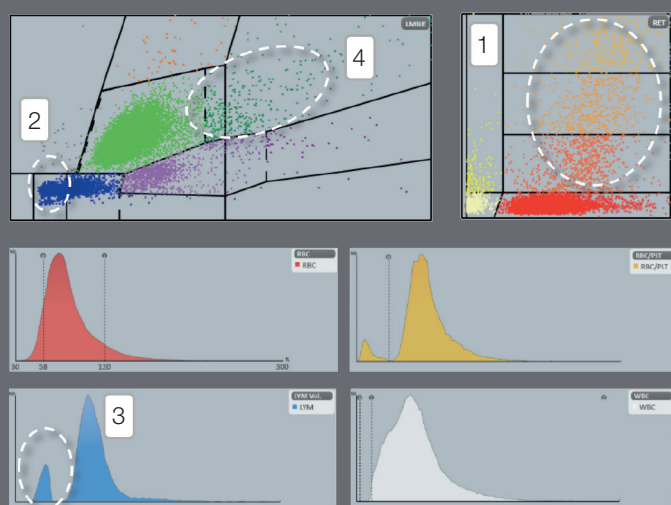 LMNE
4
2
RET
1
RBC
RBC
30
58
120
300
RBC/PLT
RBC/PLT
LYM Vol.
LYM
3
WBC
WBC